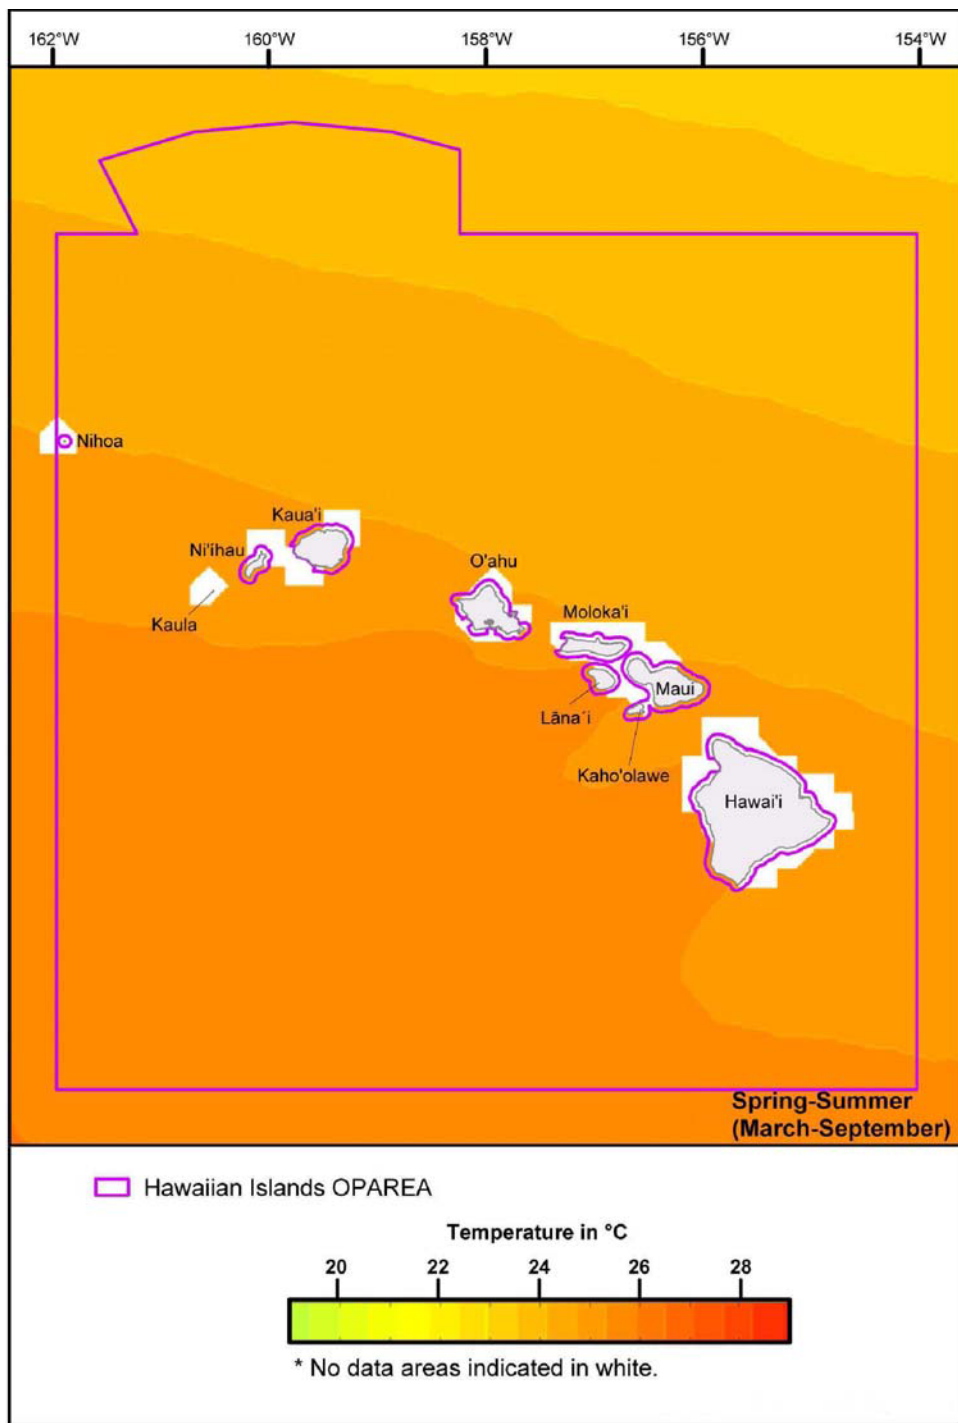 162°W 160°W 158°W 156°W 154°W
Nihoa
Kaua'i
Ni'ihau
O'ahu
Kaula
Moloka'i
Maui
Lāna´i
Kaho'olawe
Hawai'i
Spring-Summer
(March-September)
Hawaiian Islands OPAREA
Temperature in °C
20 22 24 26 28
* No data areas indicated in white.